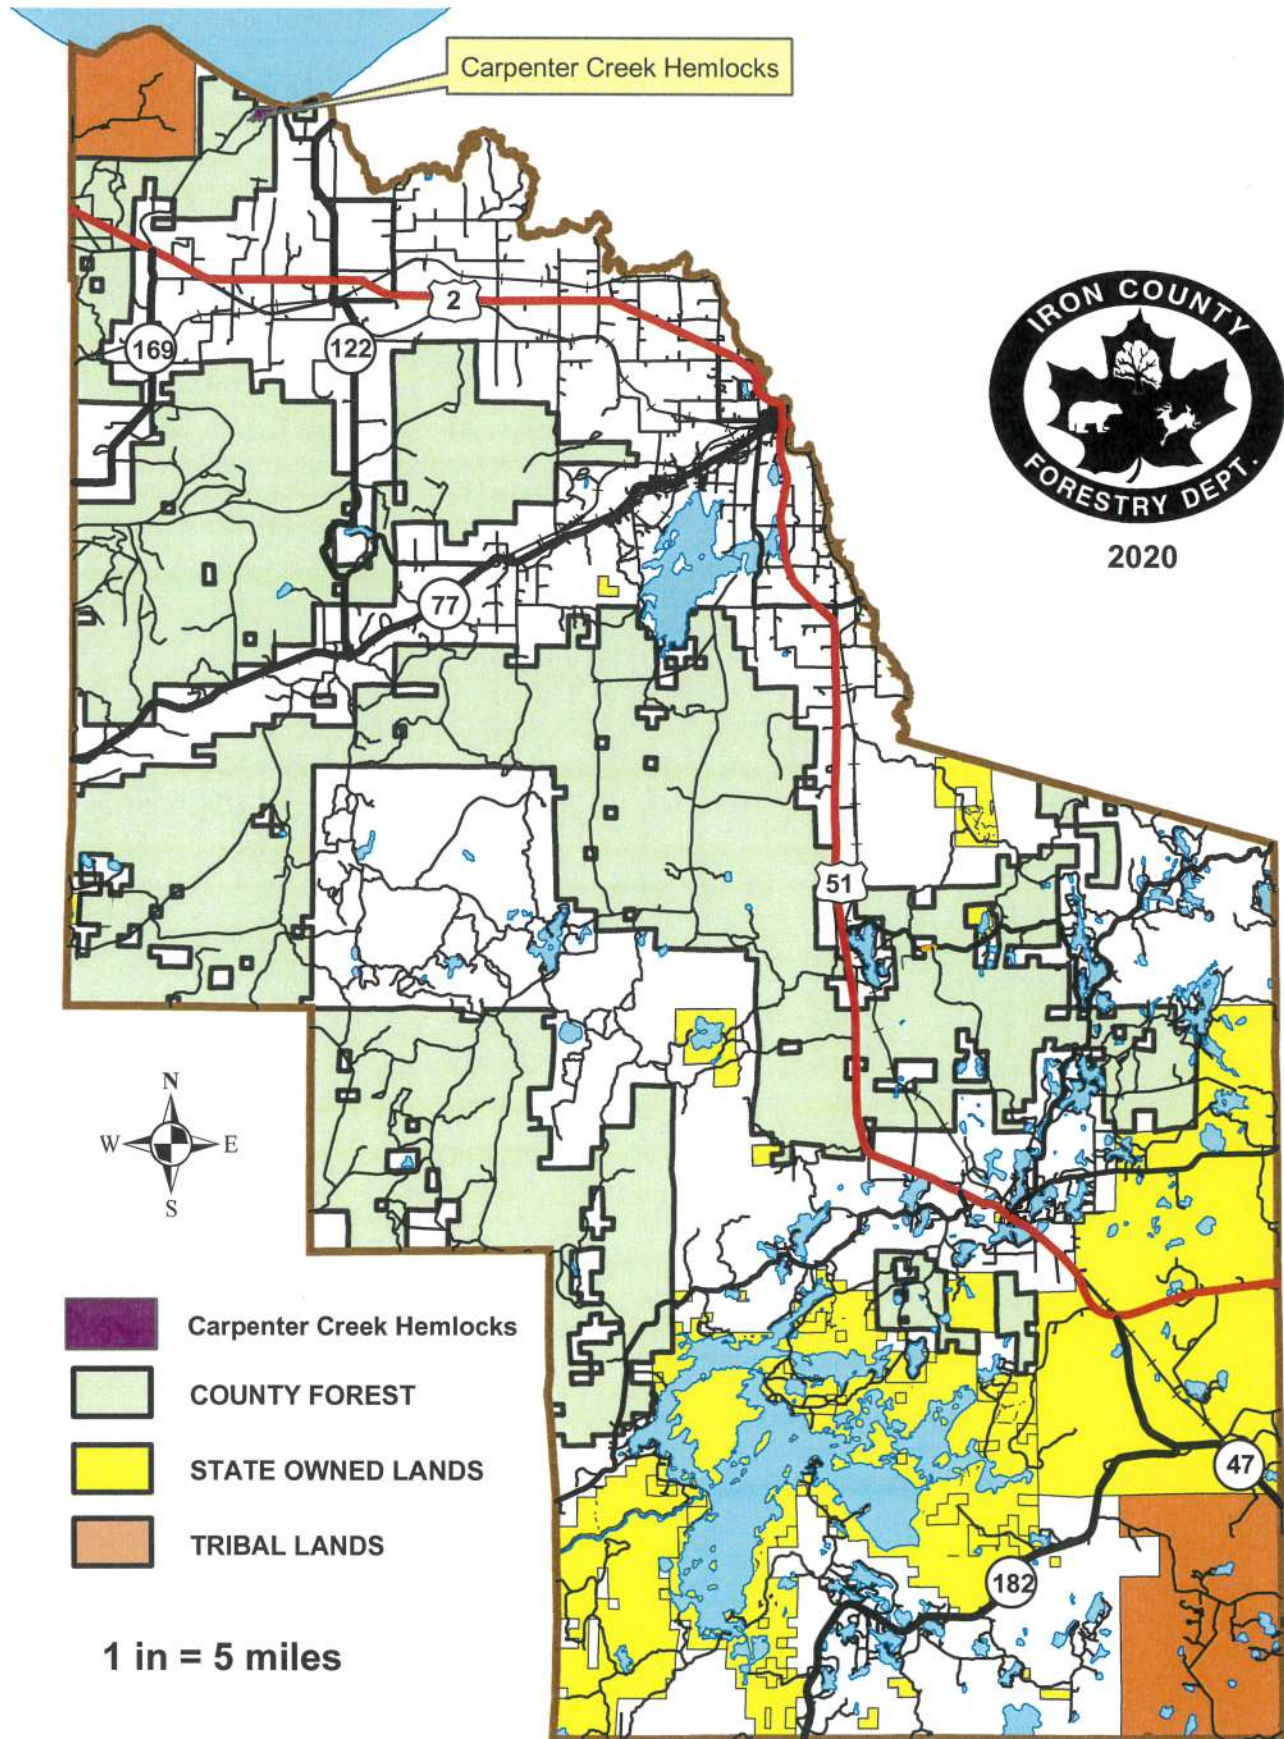 Carpenter Creek Hemlocks
IRON COUNTY
FORESTRY DEPT.
2020
2
169
122
77
51
N
W E
S
Carpenter Creek Hemlocks
COUNTY FOREST
STATE OWNED LANDS
TRIBAL LANDS
47
182
1 in = 5 miles